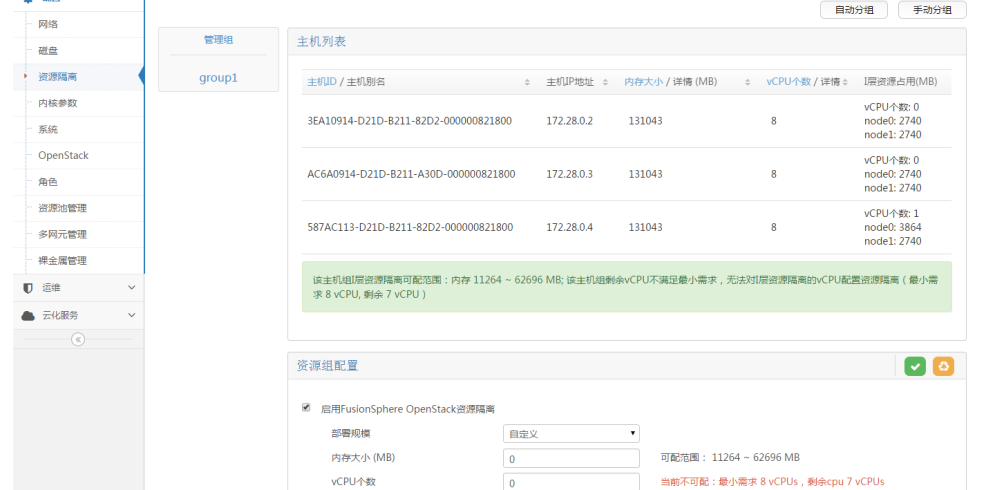 自动分组
手动分组
网络
磁盘
资源隔离
内核参数
系统
OpenStack
角色
资源池管理
多网元管理
裸金属管理
运维
云化服务
管理组
group1
主机列表
主机ID / 主机别名 主机IP地址 内存大小 / 详情 (MB) vCPU个数 / 详情 I层资源占用(MB)
3EA10914-D21D-B211-82D2-000000821800 172.28.0.2 131043 8 vCPU个数: 0
node0: 2740
node1: 2740
AC6A0914-D21D-B211-A30D-000000821800 172.28.0.3 131043 8 vCPU个数: 0
node0: 2740
node1: 2740
587AC113-D21D-B211-82D2-000000821800 172.28.0.4 131043 8 vCPU个数: 1
node0: 3864
node1: 2740
该主机组I层资源隔离可配范围：内存 11264 ~ 62696 MB; 该主机组剩余vCPU不满足最小需求，无法对I层资源隔离的vCPU配置资源隔离（最小需
求 8 vCPU, 剩余 7 vCPU ）
资源组配置
启用FusionSphere OpenStack资源隔离
部署规模 自定义
内存大小 (MB) 0 可配范围： 11264 ~ 62696 MB
vCPU个数 0 当前不可配：最小需求 8 vCPUs，剩余cpu 7 vCPUs